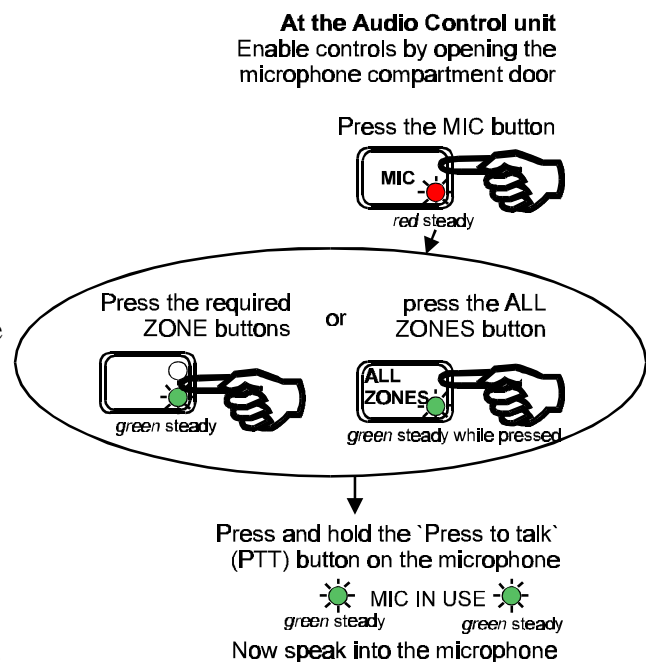 At the Audio Control unit
Enable controls by opening the
microphone compartment door
Press the MIC button
MIC
red steady
Press the required
ZONE buttons
or
press the ALL
ZONES button
ALL
ZONES
green steady
green steady while pressed
Press and hold the `Press to talk`
(PTT) button on the microphone
MIC IN USE
green steady
green steady
Now speak into the microphone